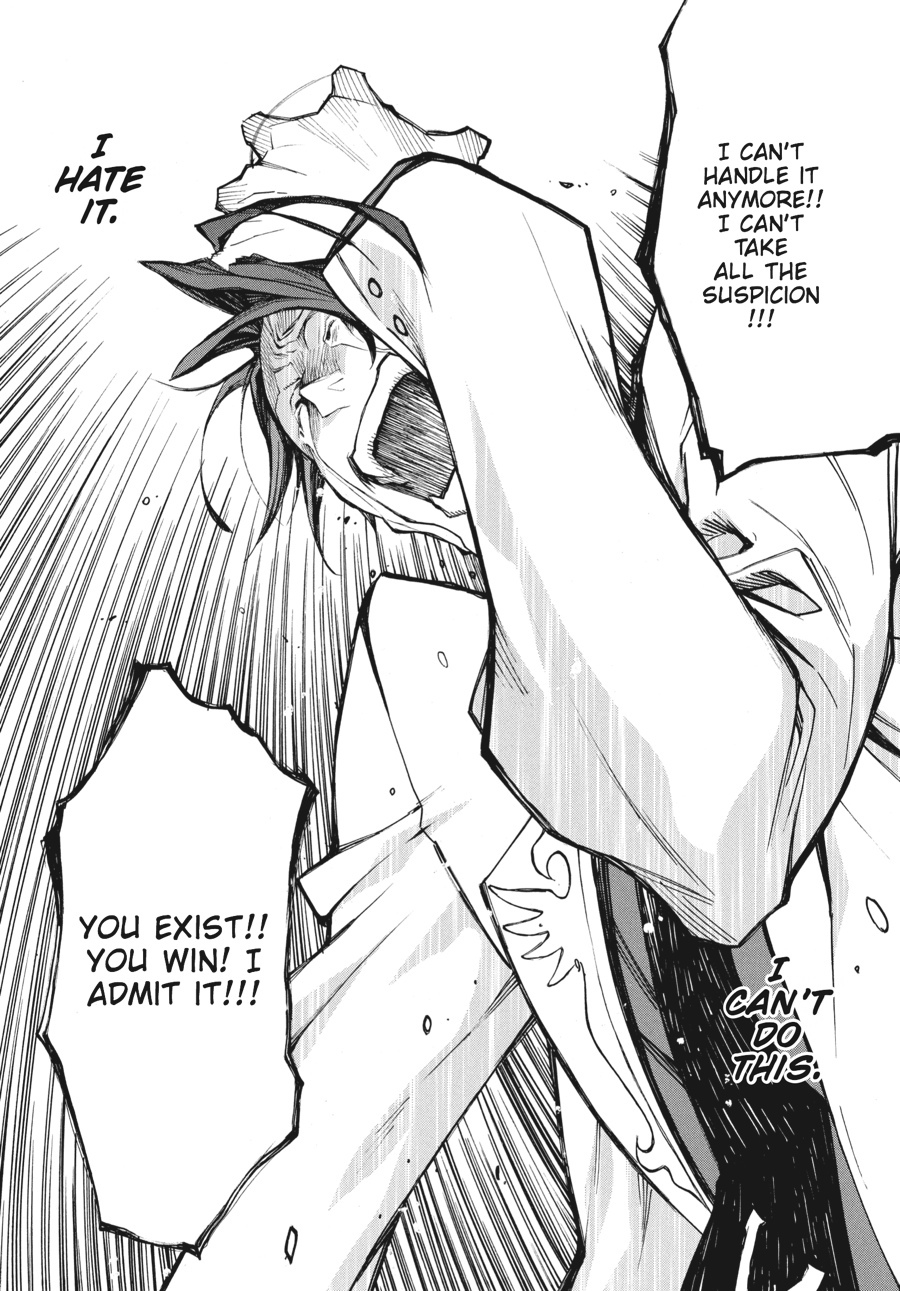 I CAN'T
HANDLE IT
ANYMORE!!
I CAN'T
TAKE
ALL THE
SUSPICION
!!!
I
HATE
IT.
YOU EXIST!!
YOU WIN! I
ADMIT IT!!!
I
CAN'T
DO
THIS.